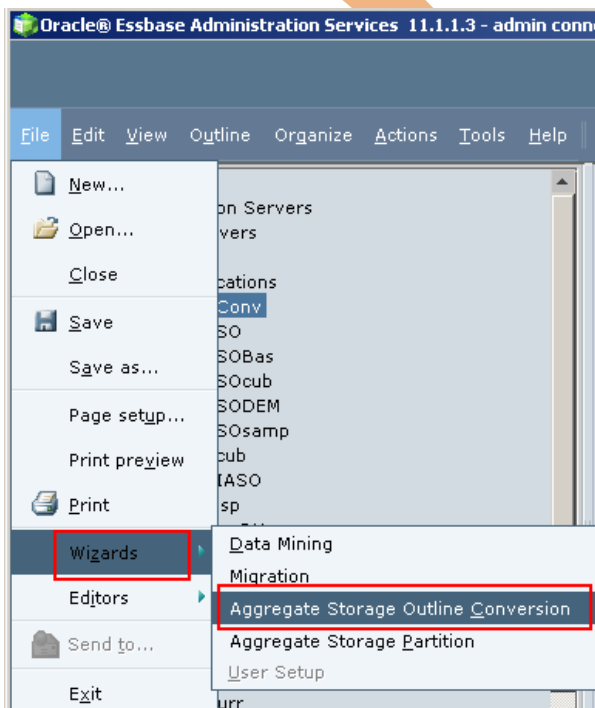 Oracle® Essbase Administration Services 11.1.1.3 - admin conn
File Edit View Outline Organize Actions Tools Help
New...
on Servers
Open...
vers
Close
cations
Conv
Save
SO
SOBas
Save as...
SOcub
SODEM
Page setup...
SOsamp
Print preview
cub
IASO
Print
sp
Wizards
Data Mining
Migration
Editors
Aggregate Storage Outline Conversion
Send to...
Aggregate Storage Partition
User Setup
Exit
urr